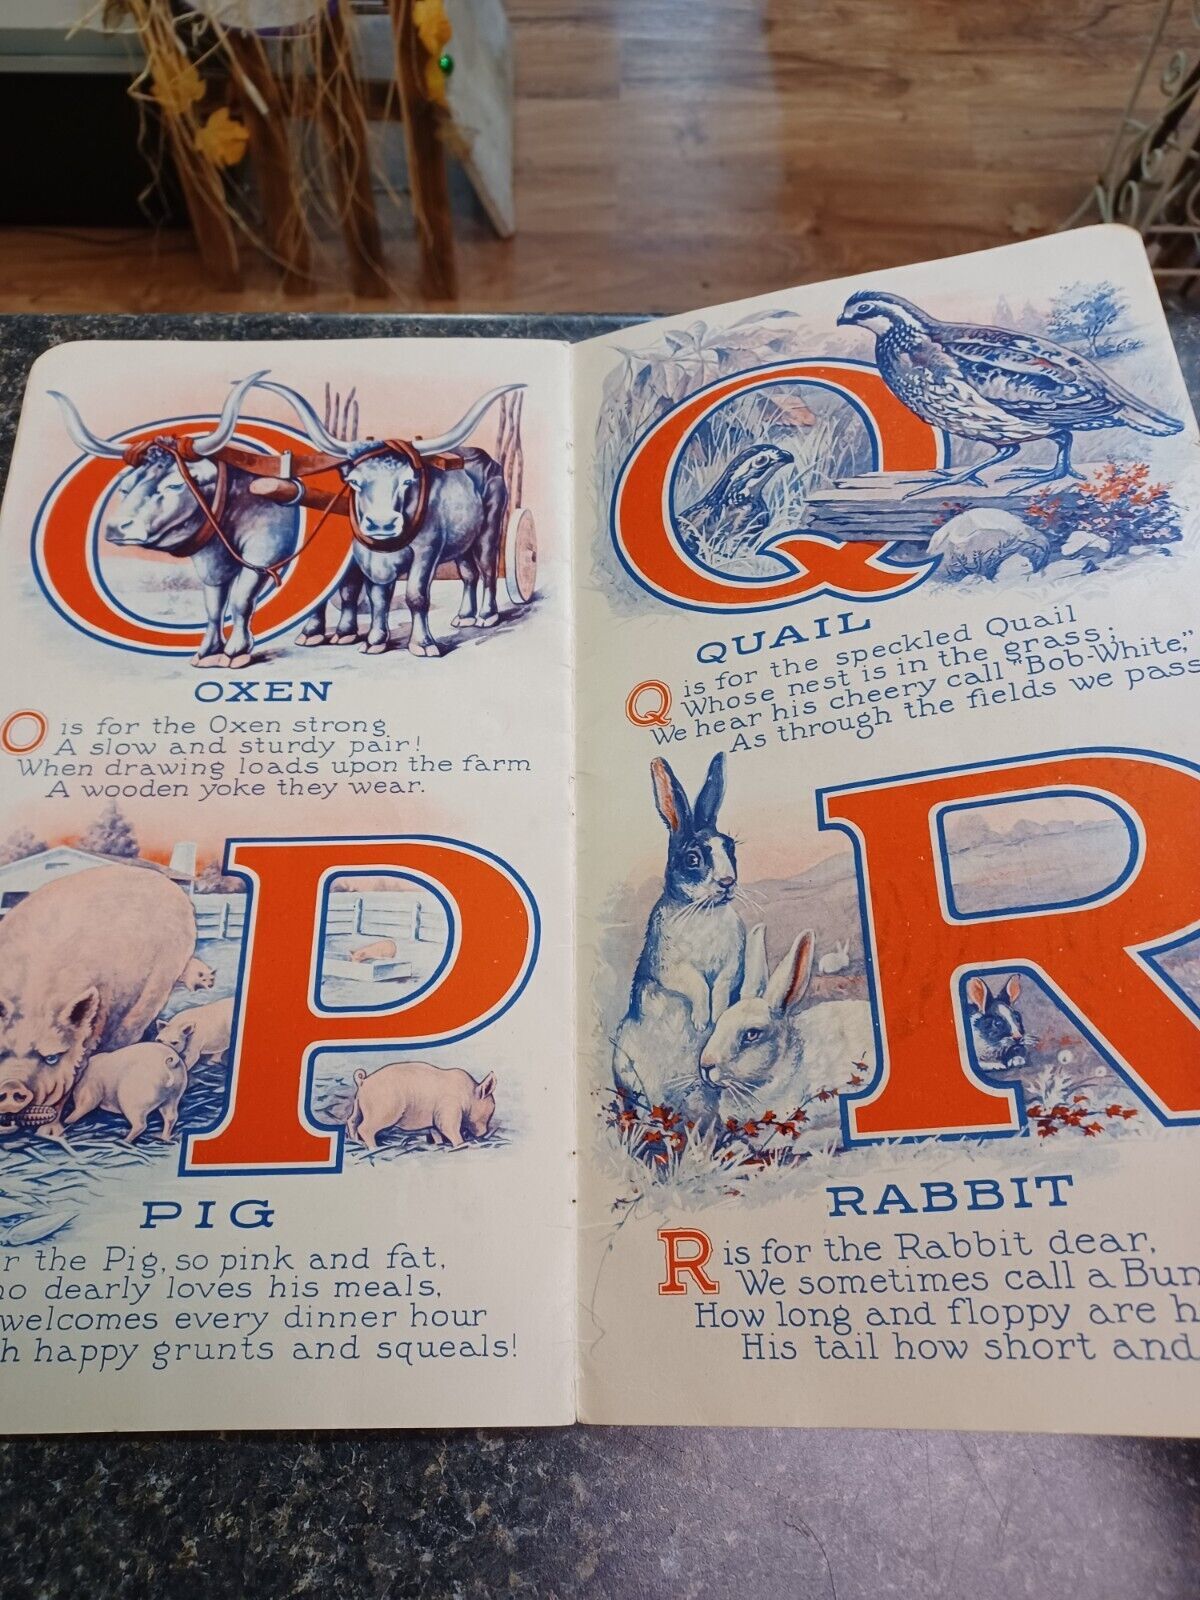 O
OXEN
O is for the Oxen strong
A slow and sturdy pair!
When drawing loads upon the farm
A wooden yoke they wear.
P
PIG
the Pig, so pink and fat,
dearly loves his meals,
welcomes every dinner hour
happy grunts and squeals!
Q
QUAIL
Q is for the speckled Quail
Whose nest is in the grass;
We hear his cheery call "Bob-White,"
As through the fields we pass
R
RABBIT
R is for the Rabbit dear,
We sometimes call a Bun
How long and floppy are h
His tail how short and